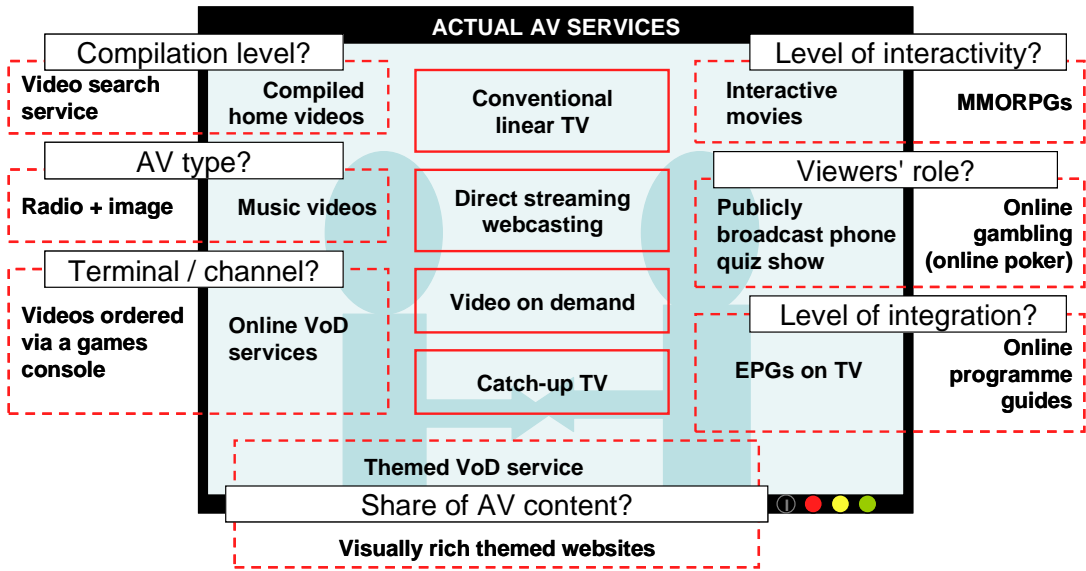 ACTUAL AV SERVICES
Compilation level?
Video search
service
Compiled
home videos
AV type?
Radio + image
Music videos
Terminal / channel?
Videos ordered
via a games
console
Online VoD
services
Conventional
linear TV
Direct streaming
webcasting
Video on demand
Catch-up TV
Level of interactivity?
Interactive
movies
MMORPGs
Viewers' role?
Publicly
broadcast phone
quiz show
Online
gambling
(online poker)
Level of integration?
EPGs on TV
Online
programme
guides
Themed VoD service
Share of AV content?
Visually rich themed websites